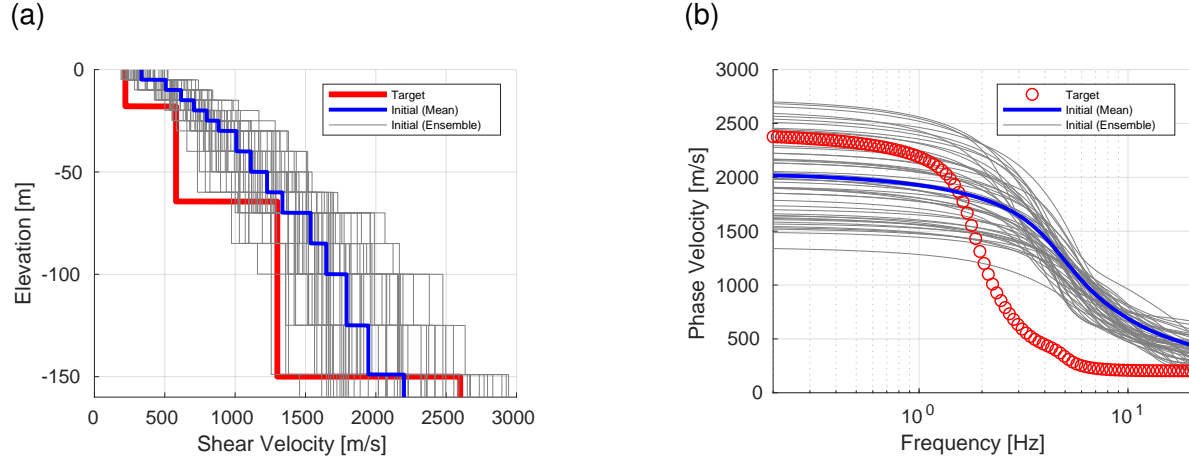 (a)
0
-50
-100
-150
Elevation [m]
0
500
1000
1500
2000
2500
3000
Shear Velocity [m/s]
Target
Initial (Mean)
Initial (Ensemble)
(b)
3000
2500
2000
1500
1000
500
0
Phase Velocity [m/s]
10^0
10^1
Frequency [Hz]
Target
Initial (Mean)
Initial (Ensemble)